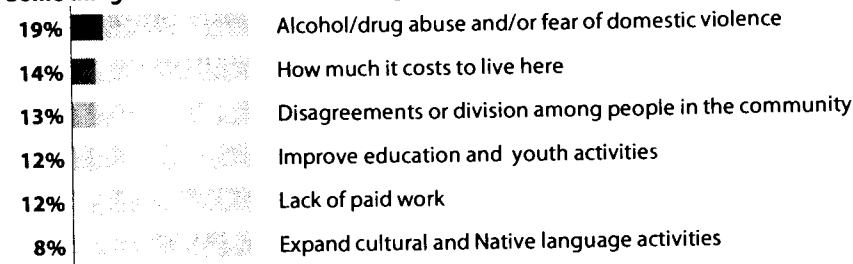 19% Alcohol/drug abuse and/or fear of domestic violence
14% How much it costs to live here
13% Disagreements or division among people in the community
12% Improve education and youth activities
12% Lack of paid work
8% Expand cultural and Native language activities